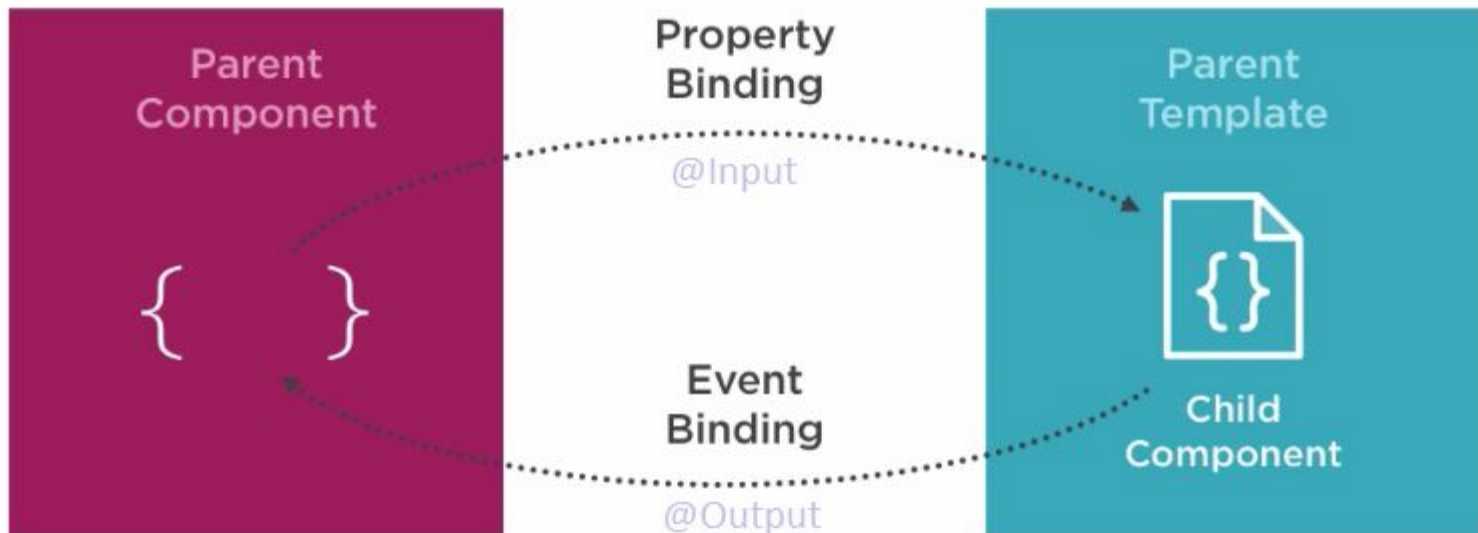 Parent
Component
{ }
Property
Binding
@Input
Event
Binding
@Output
Parent
Template
{}
Child
Component